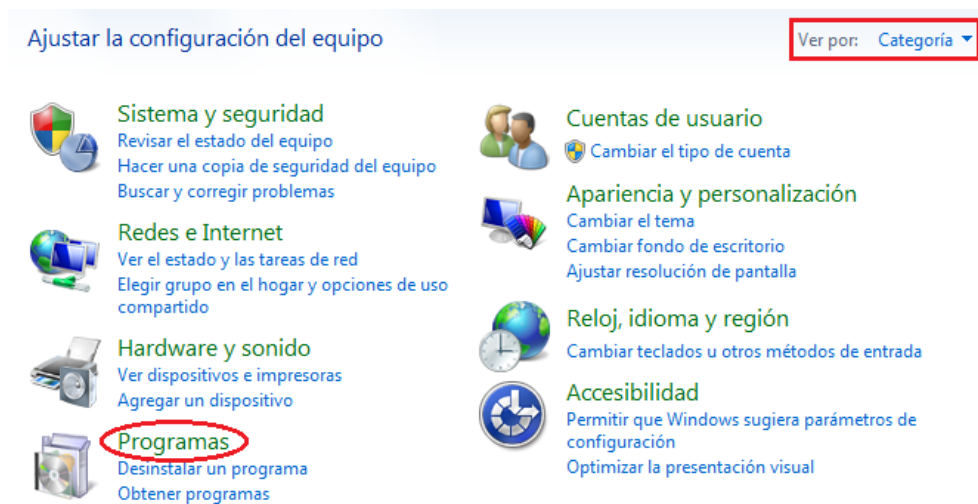 Ajustar la configuración del equipo
Ver por: Categoría
Sistema y seguridad
Revisar el estado del equipo
Hacer una copia de seguridad del equipo
Buscar y corregir problemas
Redes e Internet
Ver el estado y las tareas de red
Elegir grupo en el hogar y opciones de uso
compartido
Hardware y sonido
Ver dispositivos e impresoras
Agregar un dispositivo
Programas
Desinstalar un programa
Obtener programas
Cuentas de usuario
Cambiar el tipo de cuenta
Apariencia y personalización
Cambiar el tema
Cambiar fondo de escritorio
Ajustar resolución de pantalla
Reloj, idioma y región
Cambiar teclados u otros métodos de entrada
Accesibilidad
Permitir que Windows sugiera parámetros de
configuración
Optimizar la presentación visual